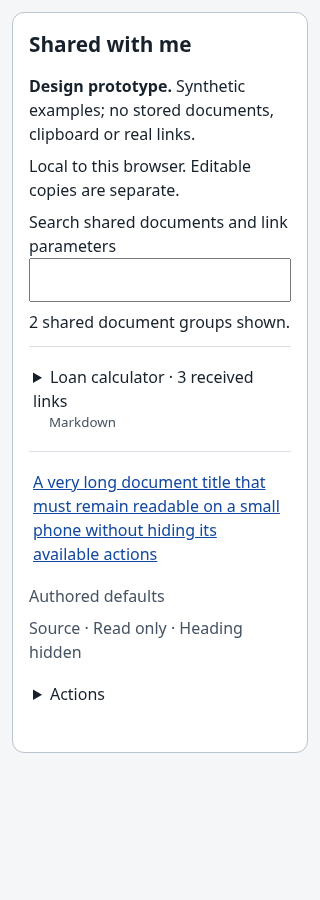 Shared with me
Design prototype. Synthetic
examples; no stored documents,
clipboard or real links.
Local to this browser. Editable
copies are separate.
Search shared documents and link
parameters
2 shared document groups shown.
Loan calculator · 3 received
links
Markdown
A very long document title that
must remain readable on a small
phone without hiding its
available actions
Authored defaults
Source · Read only · Heading
hidden
Actions